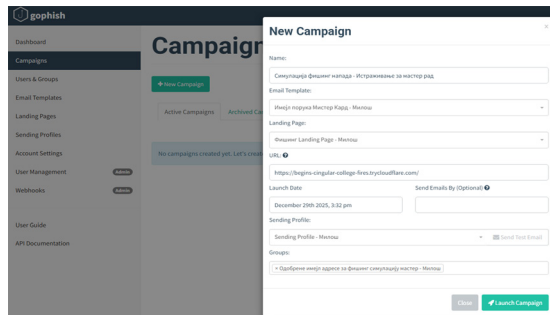 gophish
Dashboard
Campaigns
Users & Groups
Email Templates
Landing Pages
Sending Profiles
Account Settings
User Management
Admin
Webhooks
Admin
User Guide
API Documentation
Campaign
+ New Campaign
Active Campaigns
Archived Ca
No campaigns created yet. Let's creat
New Campaign
×
Name:
Симулација фишинг напада - Истраживање за мастер рад
Email Template:
Имејл порука Мистер Кард - Милош
Landing Page:
Фишинг Landing Page - Милош
URL: ?
https://begins-cingular-college-fires.trycloudflare.com/
Launch Date
Send Emails By (Optional) ?
December 29th 2025, 3:32 pm
Sending Profile:
Sending Profile - Милош
Send Test Email
Groups:
× Одобрене имејл адресе за фишинг симулацију мастер - Милош
Close
Launch Campaign